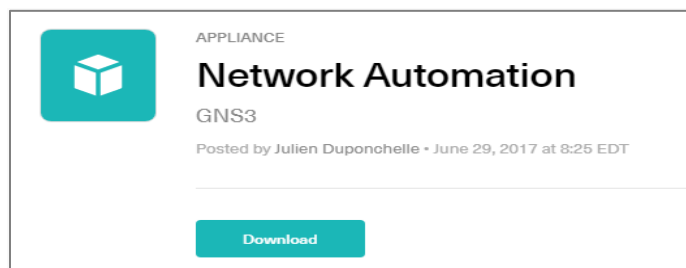 APPLIANCE
Network Automation
GNS3
Posted by Julien Duponchelle • June 29, 2017 at 8:25 EDT
Download